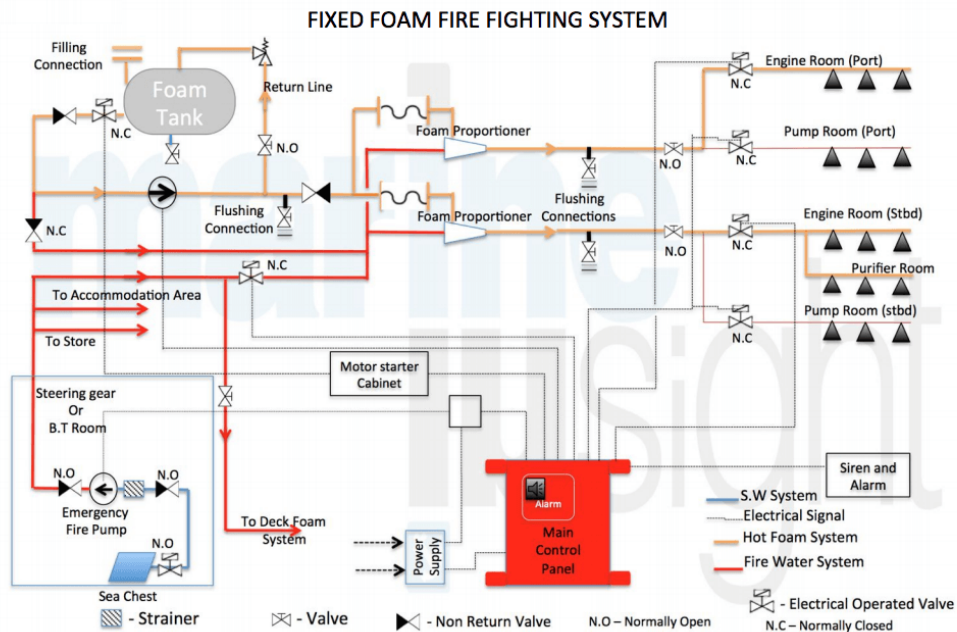 FIXED FOAM FIRE FIGHTING SYSTEM
Filling
Connection
Foam
Tank
Return Line
N.C
N.O
Foam Proportioner
Engine Room (Port)
N.C
Pump Room (Port)
N.O
N.C
Flushing
Connection
Foam Proportioner
Flushing
Connections
Engine Room (Stbd)
N.C
N.O
N.C
N.C
Purifier Room
To Accommodation Area
Pump Room (stbd)
To Store
N.C
Motor starter
Cabinet
Steering gear
Or
B.T Room
N.O
N.O
Emergency
Fire Pump
N.O
Sea Chest
To Deck Foam
System
Power
Supply
Alarm
Main
Control
Panel
Siren and
Alarm
S.W System
Electrical Signal
Hot Foam System
Fire Water System
- Strainer
- Valve
- Non Return Valve
N.O – Normally Open
- Electrical Operated Valve
N.C – Normally Closed
marine
insight